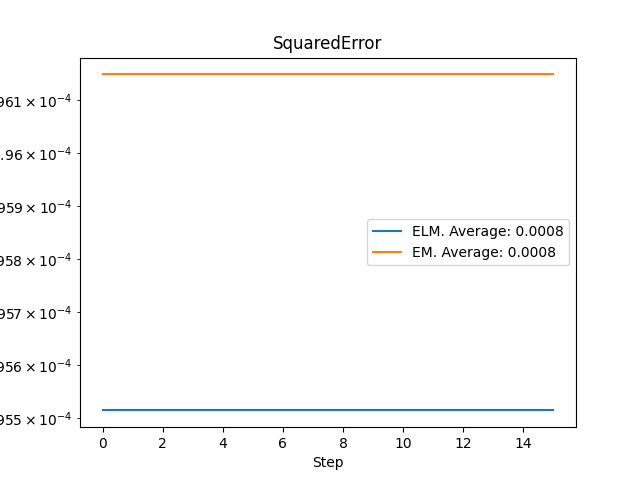 SquaredError
961 × 10⁻⁴
.96 × 10⁻⁴
959 × 10⁻⁴
958 × 10⁻⁴
957 × 10⁻⁴
956 × 10⁻⁴
955 × 10⁻⁴
ELM. Average: 0.0008
EM. Average: 0.0008
0 2 4 6 8 10 12 14
Step